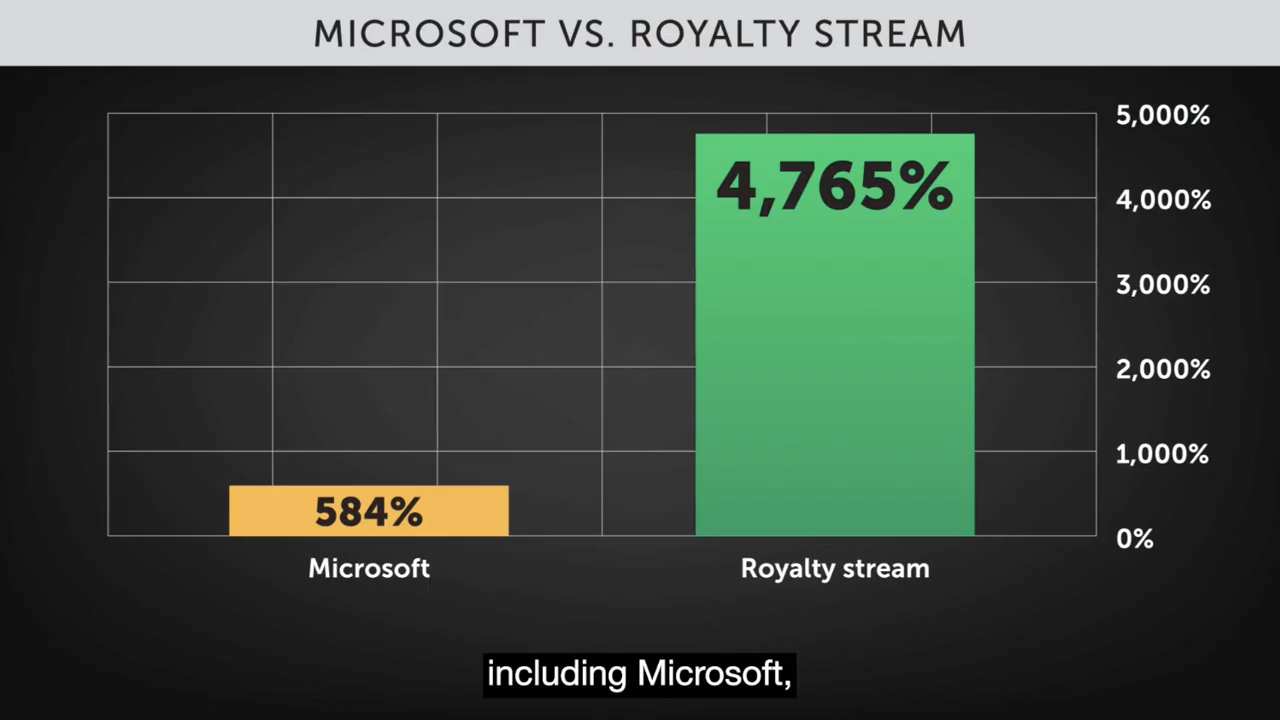 MICROSOFT VS. ROYALTY STREAM
5,000%
4,765%
4,000%
3,000%
2,000%
1,000%
584%
0%
Microsoft
Royalty stream
including Microsoft,